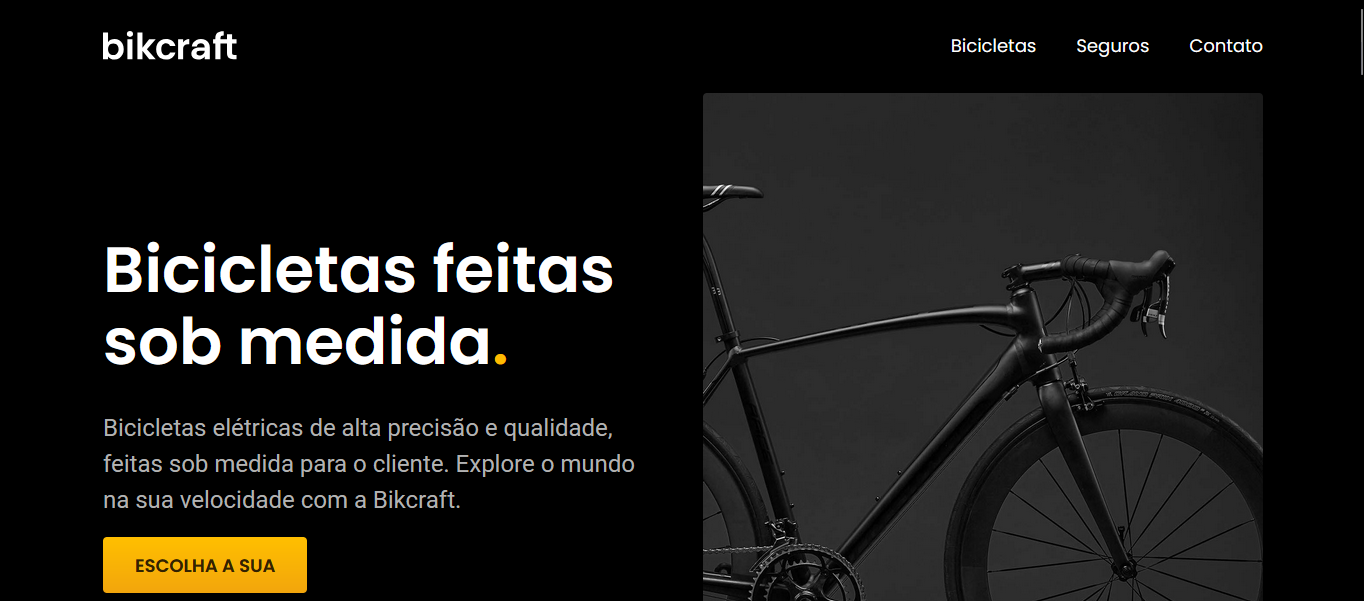 bikcraft
Bicicletas Seguros Contato
Bicicletas feitas
sob medida.
Bicicletas elétricas de alta precisão e qualidade,
feitas sob medida para o cliente. Explore o mundo
na sua velocidade com a Bikcraft.
ESCOLHA A SUA